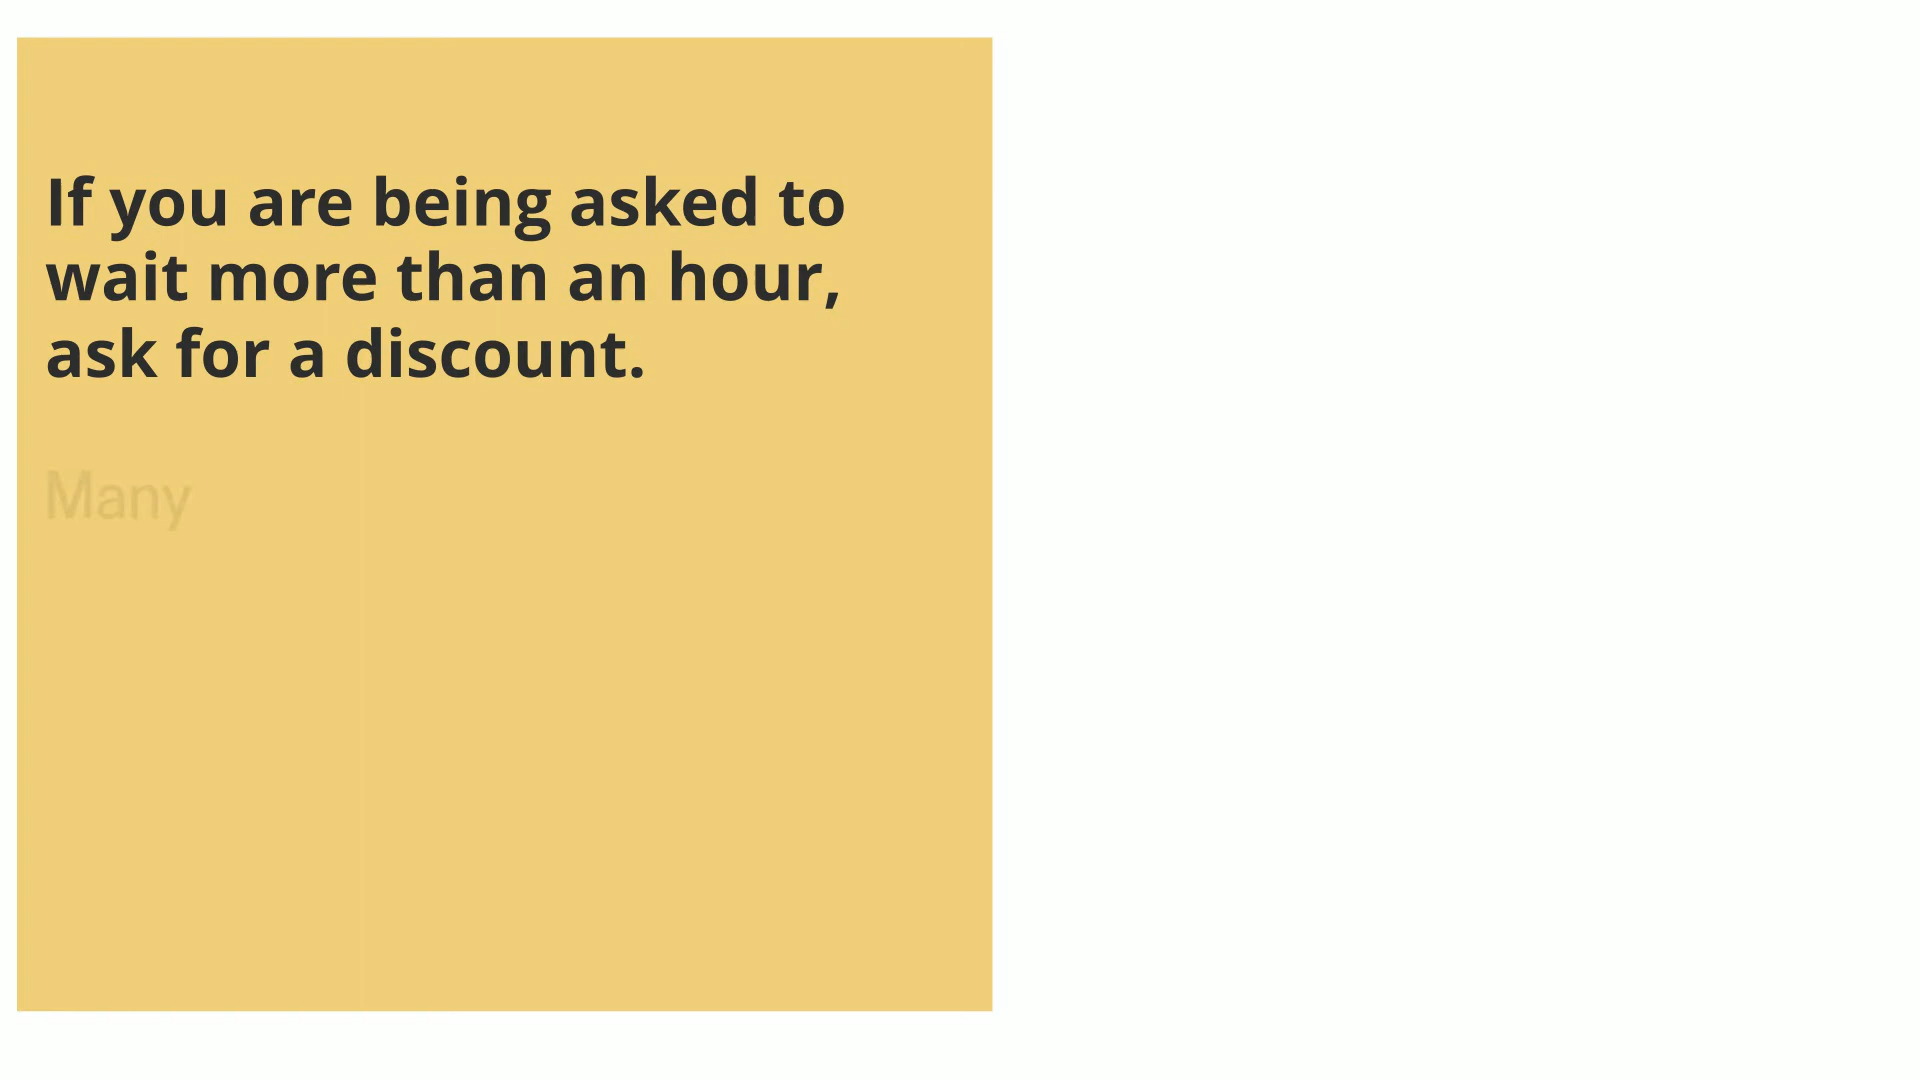 If you are being asked to
wait more than an hour,
ask for a discount.
Many